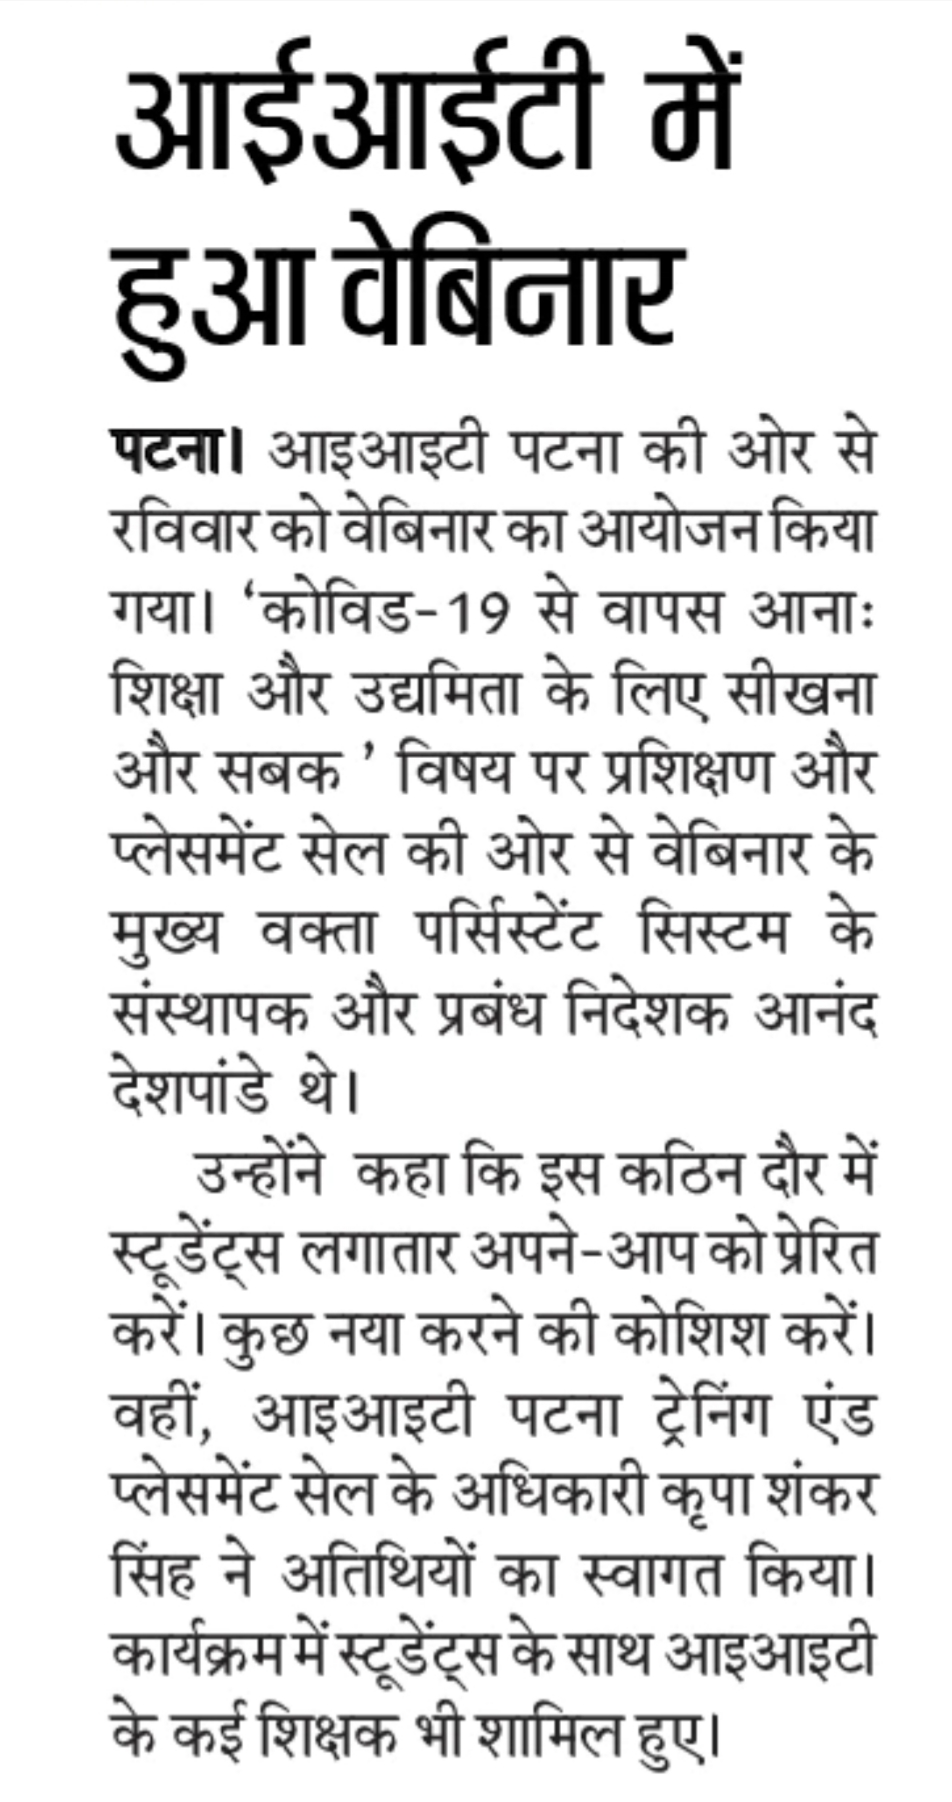 आईआईटी में
हुआ वेबिनार
पटना। आइआइटी पटना की ओर से
रविवार को वेबिनार का आयोजन किया
गया। ‘कोविड-19 से वापस आनाः
शिक्षा और उद्यमिता के लिए सीखना
और सबक ’ विषय पर प्रशिक्षण और
प्लेसमेंट सेल की ओर से वेबिनार के
मुख्य वक्ता पर्सिस्टेंट सिस्टम के
संस्थापक और प्रबंध निदेशक आनंद
देशपांडे थे।
उन्होंने कहा कि इस कठिन दौर में
स्टूडेंट्स लगातार अपने-आप को प्रेरित
करें। कुछ नया करने की कोशिश करें।
वहीं, आइआइटी पटना ट्रेनिंग एंड
प्लेसमेंट सेल के अधिकारी कृपा शंकर
सिंह ने अतिथियों का स्वागत किया।
कार्यक्रम में स्टूडेंट्स के साथ आइआइटी
के कई शिक्षक भी शामिल हुए।